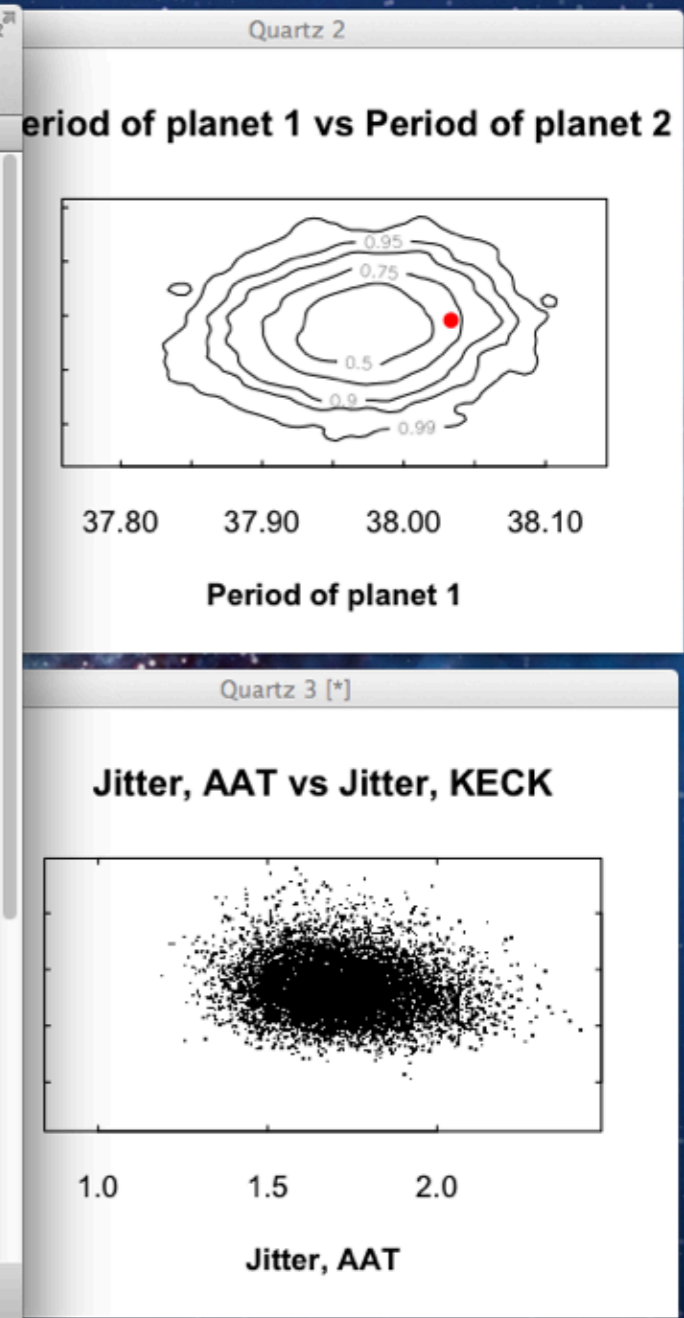 Quartz 2
eriod of planet 1 vs Period of planet 2
0.95
0.75
0.5
0.9
0.99
37.80 37.90 38.00 38.10
Period of planet 1
Quartz 3 [*]
Jitter, AAT vs Jitter, KECK
1.0 1.5 2.0
Jitter, AAT